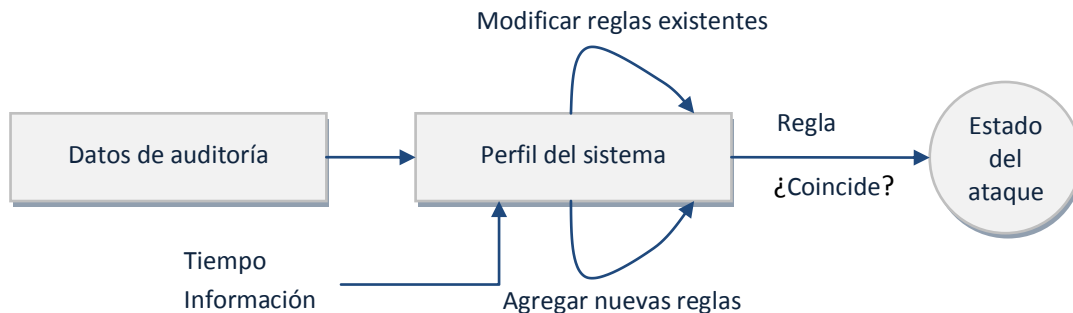 Modificar reglas existentes
Datos de auditoría
Perfil del sistema
Regla
¿Coincide?
Estado
del
ataque
Tiempo
Información
Agregar nuevas reglas